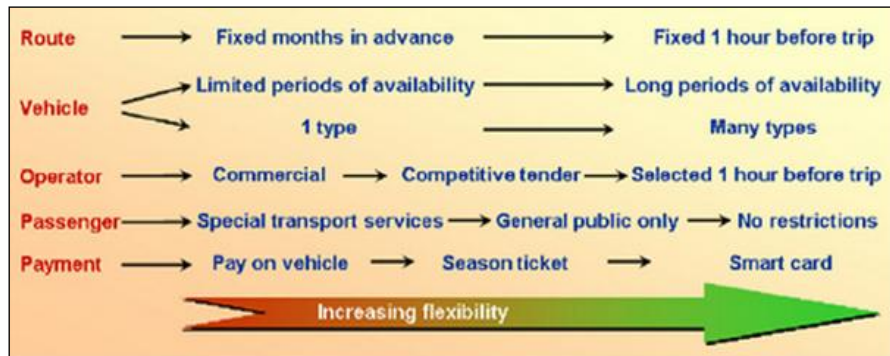 Route Fixed months in advance Fixed 1 hour before trip
Limited periods of availability Long periods of availability
Vehicle
1 type Many types
Operator Commercial Competitive tender Selected 1 hour before trip
Passenger Special transport services General public only No restrictions
Payment Pay on vehicle Season ticket Smart card
Increasing flexibility